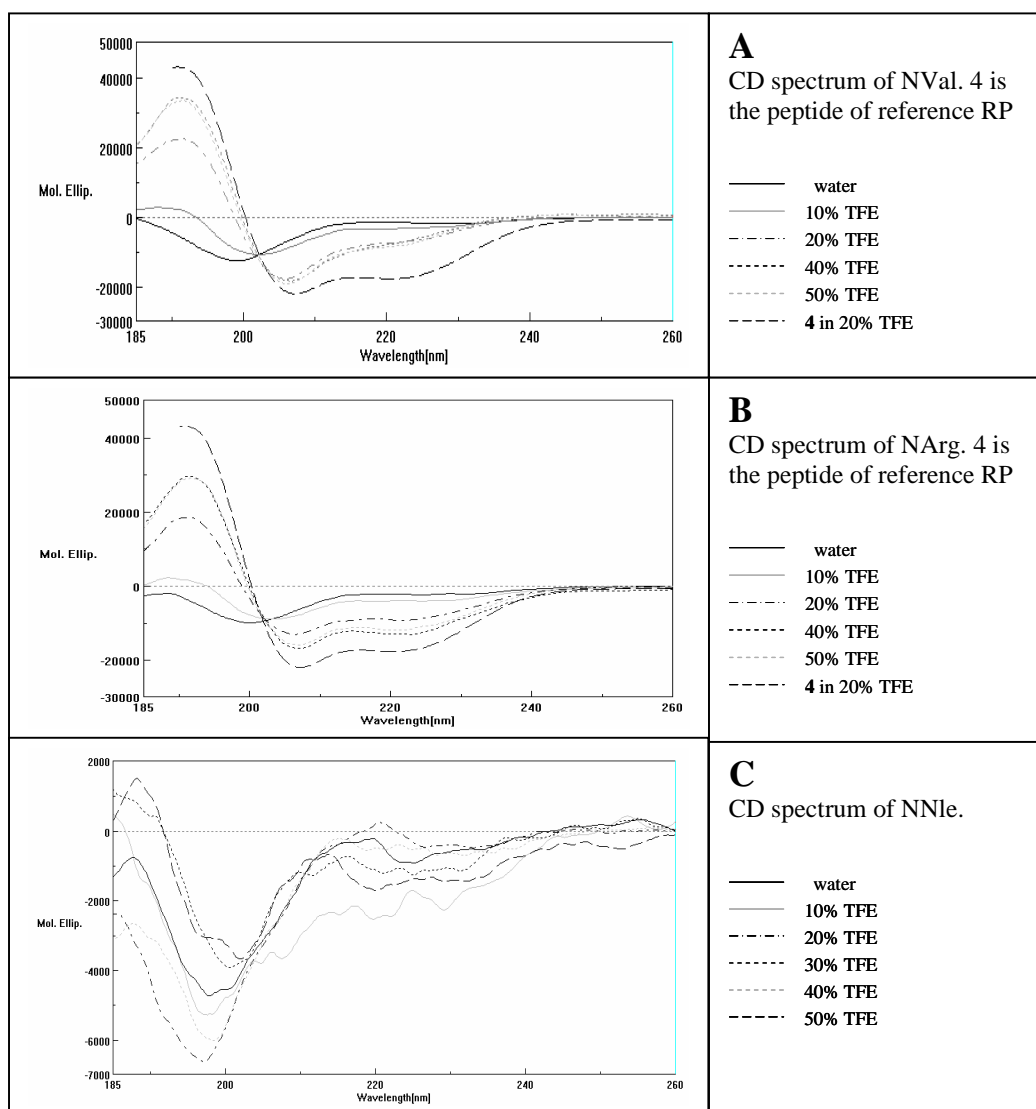 50000
40000
20000
Mol. Ellip.
0
-20000
-30000
185
200
220
240
260
Wavelength[nm]
A
CD spectrum of NVal. 4 is
the peptide of reference RP
water
10% TFE
20% TFE
40% TFE
50% TFE
4 in 20% TFE
50000
40000
20000
Mol. Ellip.
0
-20000
-30000
185
200
220
240
260
Wavelength[nm]
B
CD spectrum of NArg. 4 is
the peptide of reference RP
water
10% TFE
20% TFE
40% TFE
50% TFE
4 in 20% TFE
2000
0
-2000
Mol. Ellip.
-4000
-6000
-7000
185
200
220
240
260
Wavelength[nm]
C
CD spectrum of NNle.
water
10% TFE
20% TFE
30% TFE
40% TFE
50% TFE